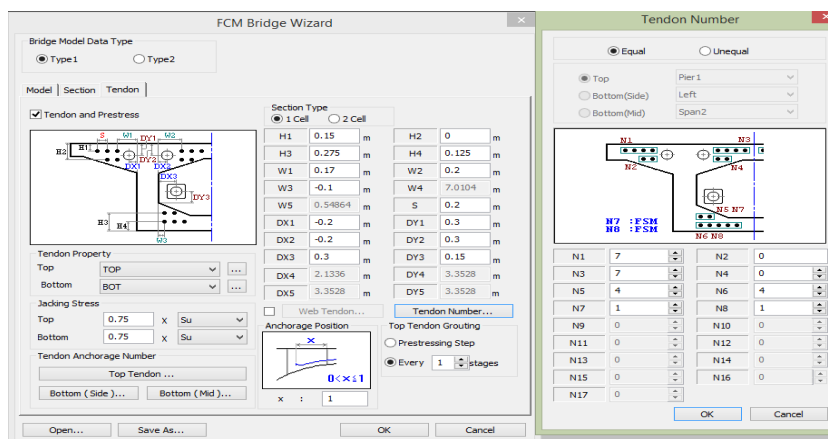 FCM Bridge Wizard
Bridge Model Data Type
Type1 Type2
Model Section Tendon
Tendon and Prestress
S W1 DY1 W2
H2 H1 DY2
DX1 DX2
DX3
DY3
H3 H4
W3
Tendon Property
Top TOP ...
Bottom BOT ...
Jacking Stress
Top 0.75 X Su
Bottom 0.75 X Su
Tendon Anchorage Number
Top Tendon ...
Bottom ( Side )... Bottom ( Mid )...
Section Type
1 Cell 2 Cell
H1 0.15 m H2 0 m
H3 0.275 m H4 0.125 m
W1 0.17 m W2 0.2 m
W3 -0.1 m W4 7.0104 m
W5 0.54864 m S 0.2 m
DX1 -0.2 m DY1 0.3 m
DX2 -0.2 m DY2 0.3 m
DX3 0.3 m DY3 0.15 m
DX4 2.1336 m DY4 3.3528 m
DX5 3.3528 m DY5 3.3528 m
Web Tendon... Tendon Number...
Anchorage Position
x
0<x≤1
x : 1
Top Tendon Grouting
Prestressing Step
Every 1 stages
Open... Save As... OK Cancel
Tendon Number
Equal Unequal
Top Pier1
Bottom(Side) Left
Bottom(Mid) Span2
N1 N3
N2 N4
N5 N7
N7 :FSM
N8 :FSM
N6 N8
N1 7 N2 0
N3 7 N4 0
N5 4 N6 4
N7 1 N8 1
N9 0 N10 0
N11 0 N12 0
N13 0 N14 0
N15 0 N16 0
N17 0
OK Cancel